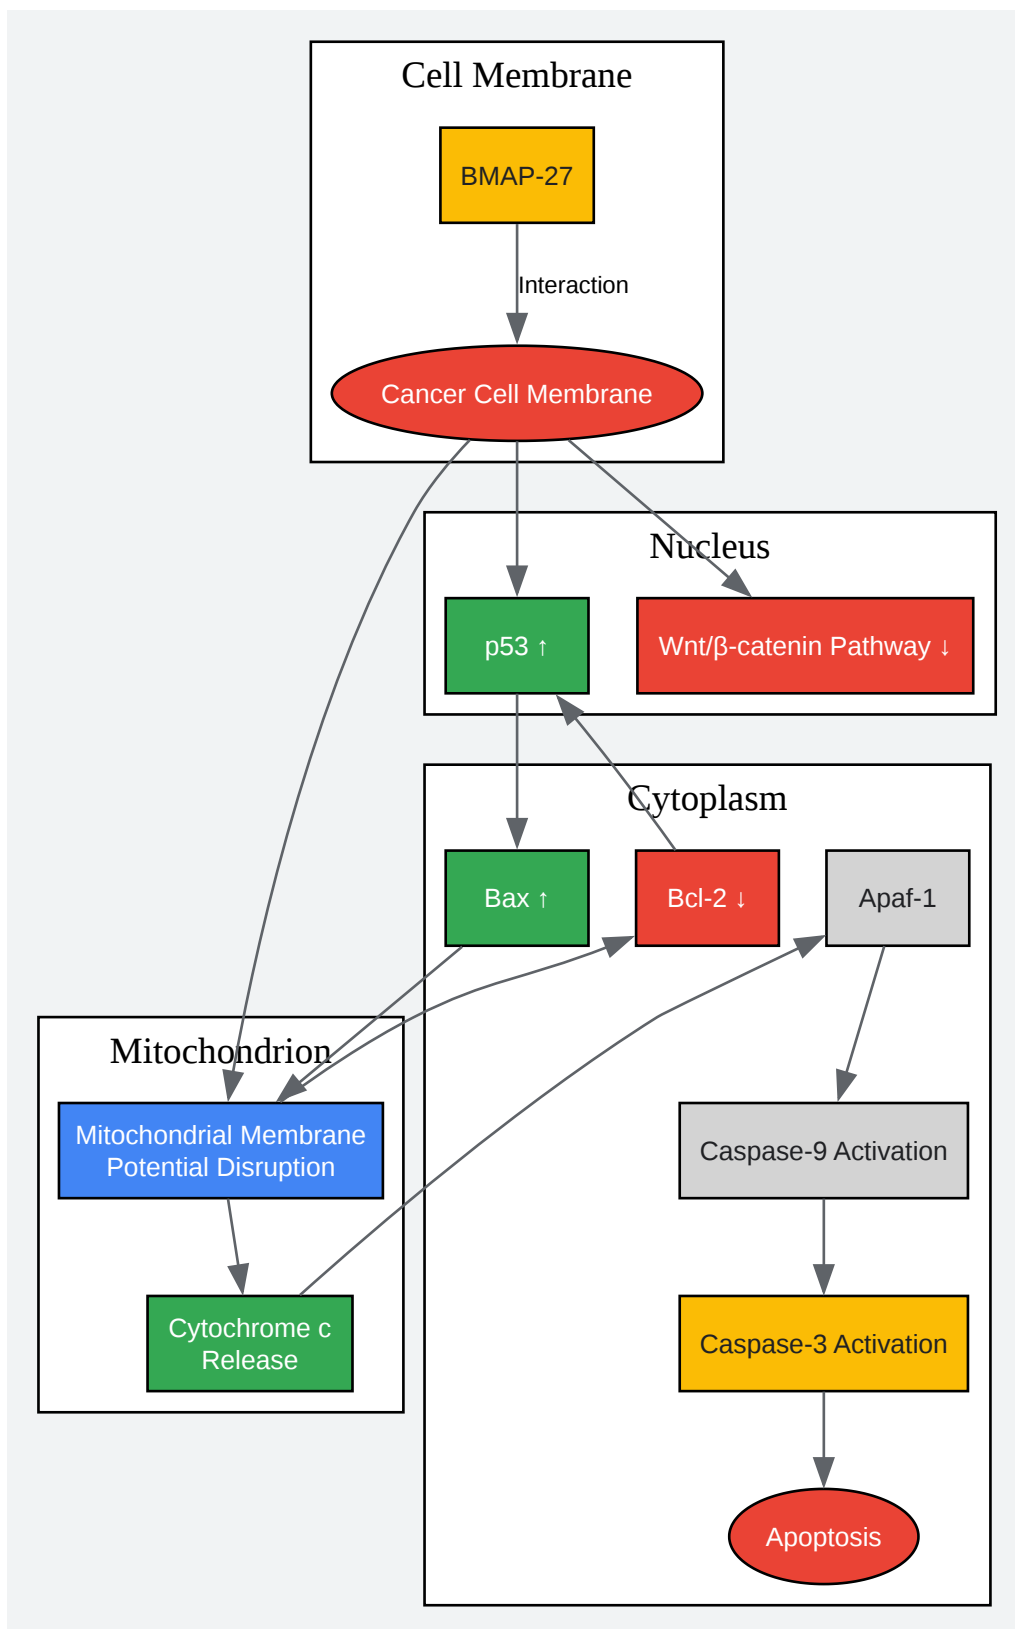 Cell Membrane
BMAP-27
Interaction
Cancer Cell Membrane
Nucleus
p53 ↑
Wnt/β-catenin Pathway ↓
Cytoplasm
Bax ↑
Bcl-2 ↓
Apaf-1
Mitochondrion
Mitochondrial Membrane
Potential Disruption
Caspase-9 Activation
Cytochrome c
Release
Caspase-3 Activation
Apoptosis